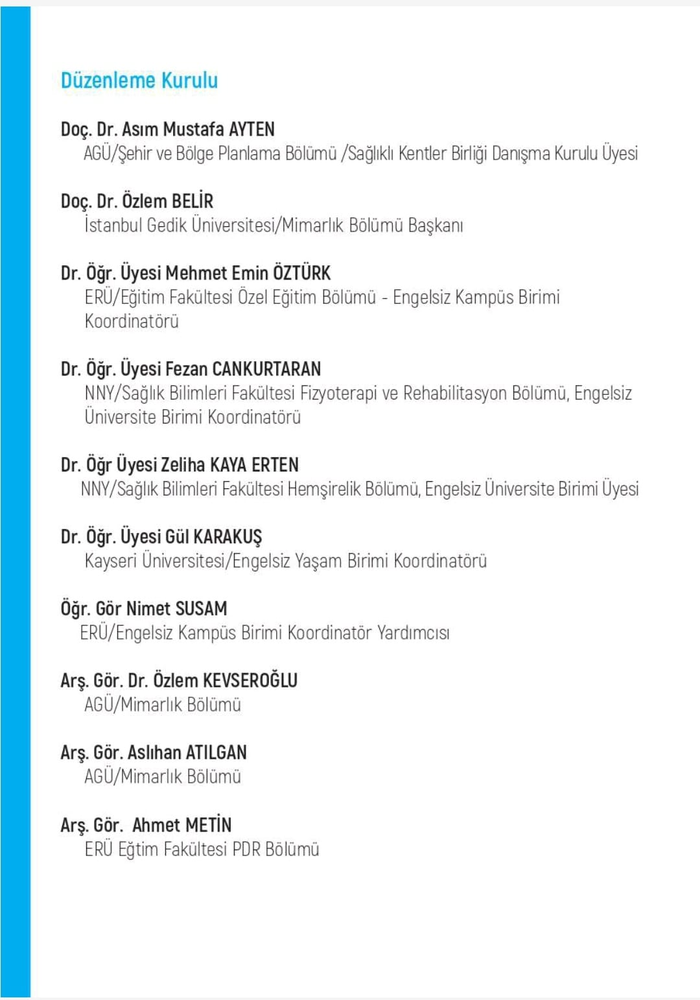 Düzenleme Kurulu
Doç. Dr. Asım Mustafa AYTEN
AGÜ/Şehir ve Bölge Planlama Bölümü /Sağlıklı Kentler Birliği Danışma Kurulu Üyesi
Doç. Dr. Özlem BELİR
İstanbul Gedik Üniversitesi/Mimarlık Bölümü Başkanı
Dr. Öğr. Üyesi Mehmet Emin ÖZTÜRK
ERÜ/Eğitim Fakültesi Özel Eğitim Bölümü - Engelsiz Kampüs Birimi
Koordinatörü
Dr. Öğr. Üyesi Fezan CANKURTARAN
NNY/Sağlık Bilimleri Fakültesi Fizyoterapi ve Rehabilitasyon Bölümü, Engelsiz
Üniversite Birimi Koordinatörü
Dr. Öğr Üyesi Zeliha KAYA ERTEN
NNY/Sağlık Bilimleri Fakültesi Hemşirelik Bölümü, Engelsiz Üniversite Birimi Üyesi
Dr. Öğr. Üyesi Gül KARAKUŞ
Kayseri Üniversitesi/Engelsiz Yaşam Birimi Koordinatörü
Öğr. Gör Nimet SUSAM
ERÜ/Engelsiz Kampüs Birimi Koordinatör Yardımcısı
Arş. Gör. Dr. Özlem KEVSEROĞLU
AGÜ/Mimarlık Bölümü
Arş. Gör. Aslıhan ATILGAN
AGÜ/Mimarlık Bölümü
Arş. Gör.  Ahmet METİN
ERÜ Eğtim Fakültesi PDR Bölümü